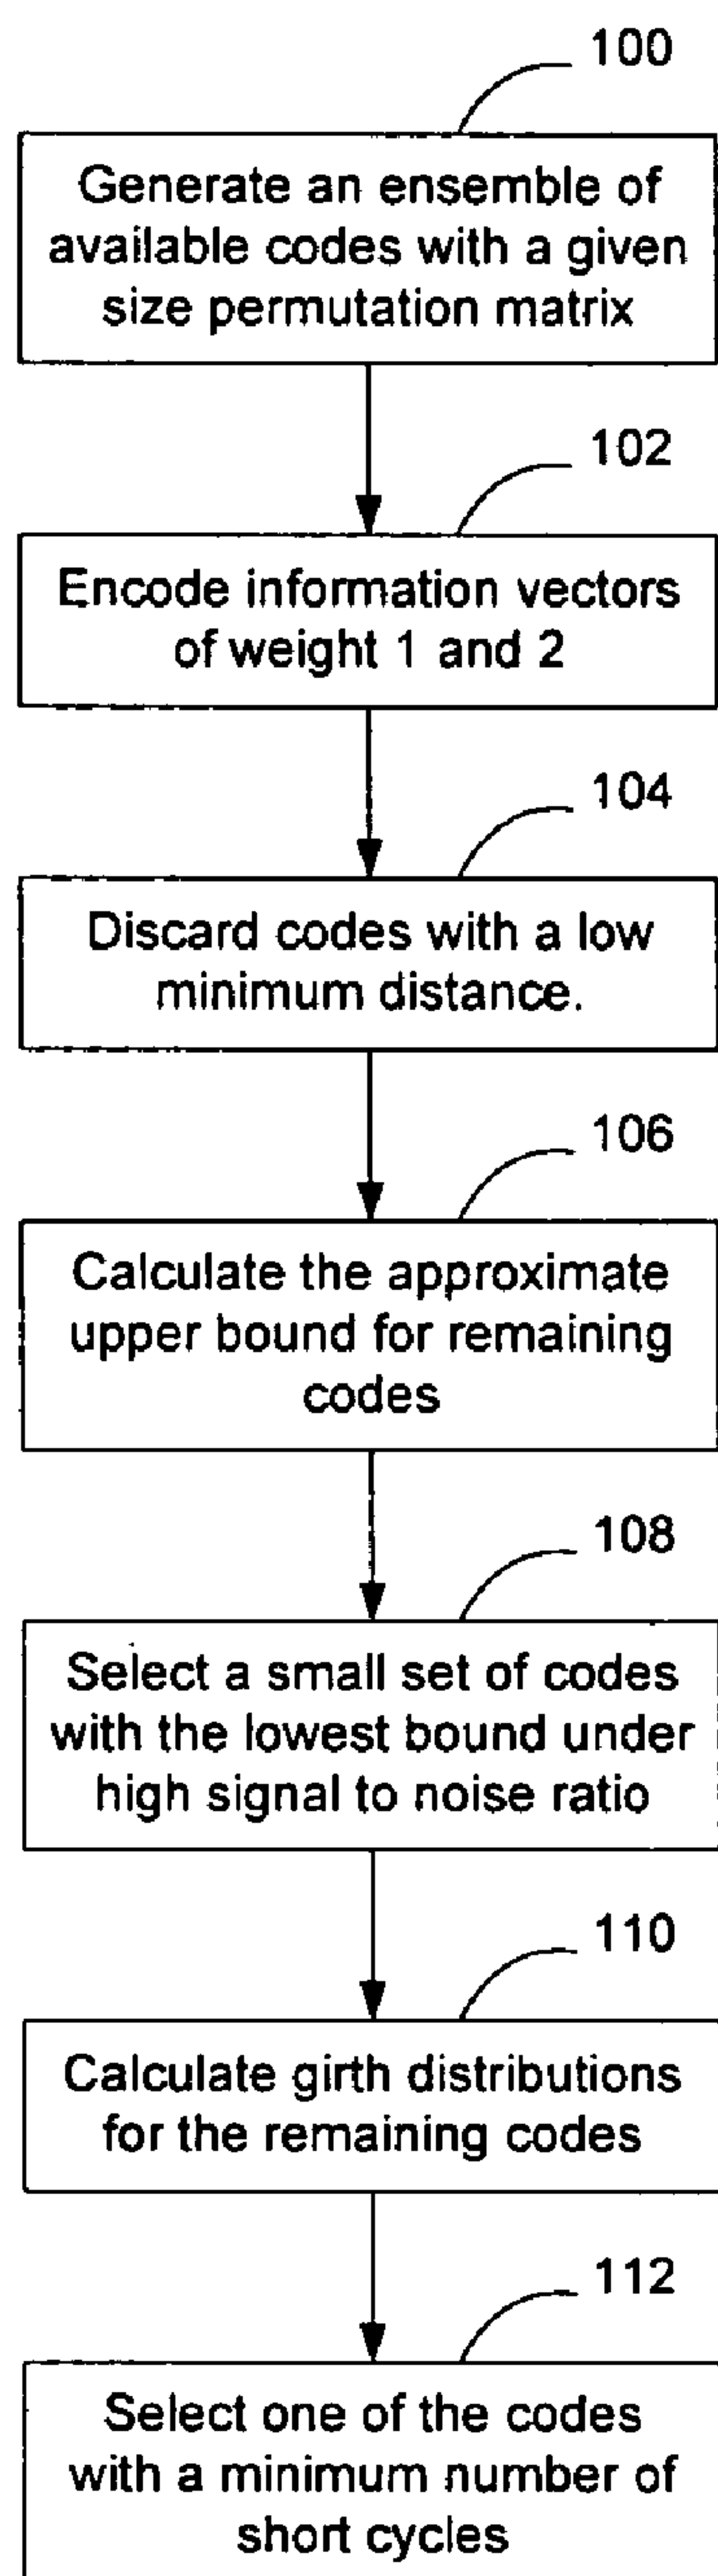 100
Generate an ensemble of
available codes with a given
size permutation matrix
102
Encode information vectors
of weight 1 and 2
104
Discard codes with a low
minimum distance.
106
Calculate the approximate
upper bound for remaining
codes
108
Select a small set of codes
with the lowest bound under
high signal to noise ratio
110
Calculate girth distributions
for the remaining codes
112
Select one of the codes
with a minimum number of
short cycles